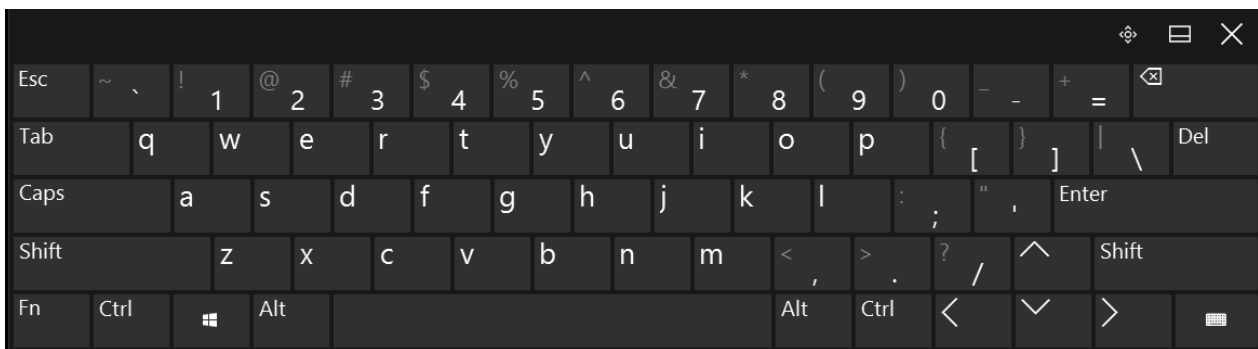 Esc ~ ` ! 1 @ 2 # 3 $ 4 % 5 ^ 6 & 7 * 8 ( 9 ) 0 _ - + =
Tab q w e r t y u i o p { [ } ] | \ Del
Caps a s d f g h j k l : ; " ' Enter
Shift z x c v b n m < , > . ? / Shift
Fn Ctrl Alt Alt Ctrl